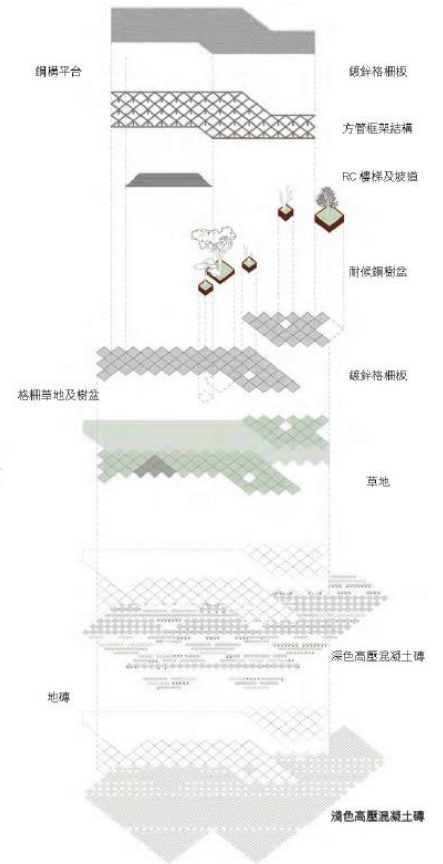 鋼構平台
鍍鋅格柵板
方管框架結構
RC 樓梯及坡道
耐候鋼樹盆
鍍鋅格柵板
格柵草地及樹盆
草地
深色高壓混凝土磚
地磚
淺色高壓混凝土磚